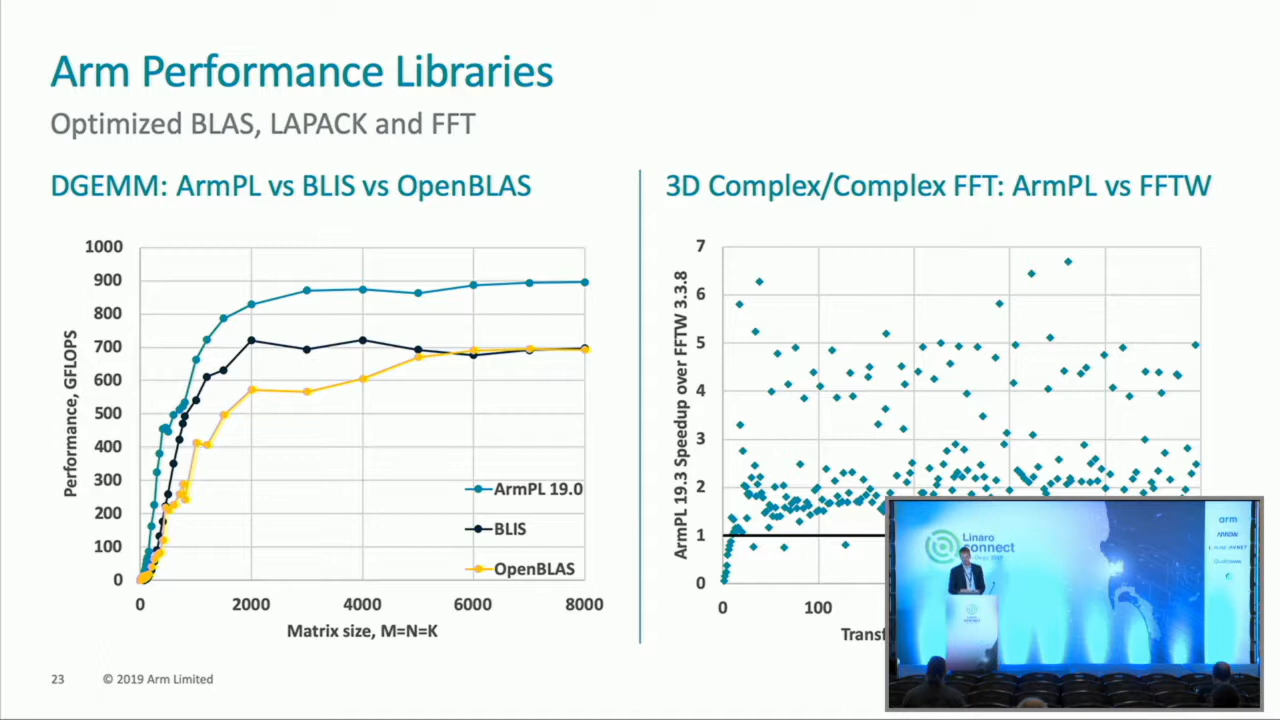 Arm Performance Libraries
Optimized BLAS, LAPACK and FFT
DGEMM: ArmPL vs BLIS vs OpenBLAS
1000
900
800
700
600
500
400
300
200
100
0
Performance, GFLOPS
ArmPL 19.0
BLIS
OpenBLAS
0 2000 4000 6000 8000
Matrix size, M=N=K
3D Complex/Complex FFT: ArmPL vs FFTW
7
6
5
4
3
2
1
0
ArmPL 19.3 Speedup over FFTW 3.3.8
0 100
Transf
Linaro
connect
arm
ARROW
Qualcomm
23 © 2019 Arm Limited